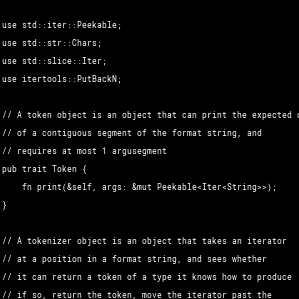 use std::iter::Peekable;
use std::str::Chars;
use std::slice::Iter;
use itertools::PutBackN;
// A token object is an object that can print the expected
// of a contiguous segment of the format string, and
// requires at most 1 argusegment
pub trait Token {
fn print(&self, args: &mut Peekable<Iter<String>>);
}
// A tokenizer object is an object that takes an iterator
// at a position in a format string, and sees whether
// it can return a token of a type it knows how to produce
// if so, return the token, move the iterator past the